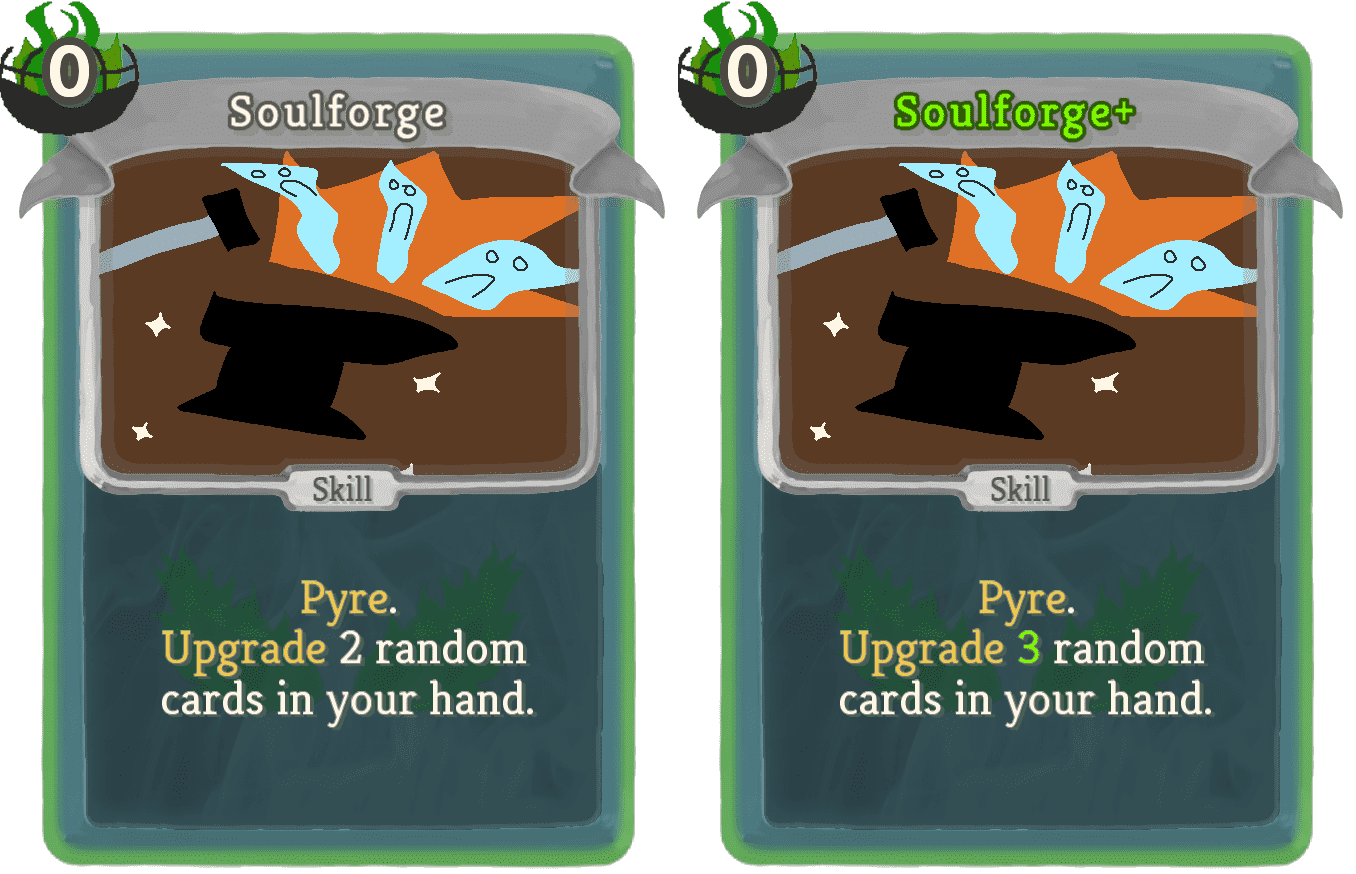 0
Soulforge
Skill
Pyre.
Upgrade 2 random
cards in your hand.
0
Soulforge+
Skill
Pyre.
Upgrade 3 random
cards in your hand.